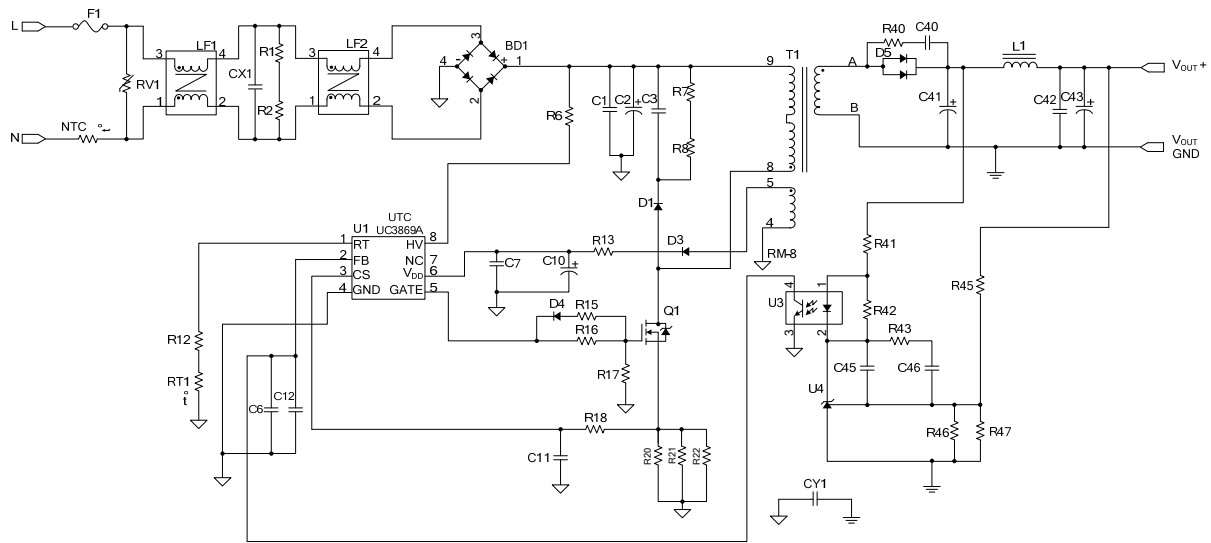 L F1
LF1 LF2
3 4 3 4
R1
RV1 CX1
R2
1 2 1 2
N NTC °t
BD1
3
4 - + 1
2
R6 C1 C2 + C3 R7
R8
D1
T1
9
8
5
4
RM-8
A
B
R40 C40
D5
L1
C41 + C42 C43 +
VOUT+
VOUT
GND
UTC
U1 UC3869A
1 RT HV 8
2 FB NC 7
3 CS VDD 6
4 GND GATE 5
R12
RT1
°t
C6 C12
C7 C10 + R13 D3
D4 R15
R16
R17
Q1
R18
C11
R20 R21 R22
U3
4 1
3 2
R41
R42
R43
C45 C46
U4
R45
R46 R47
CY1